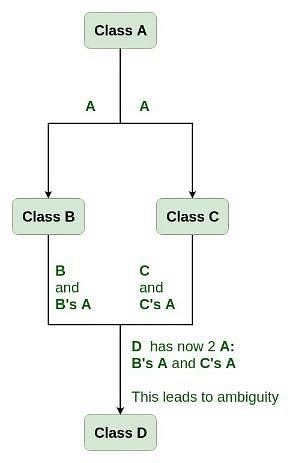 Class A
A A
Class B Class C
B
and
B's A
C
and
C's A
D has now 2 A:
B's A and C's A
This leads to ambiguity
Class D